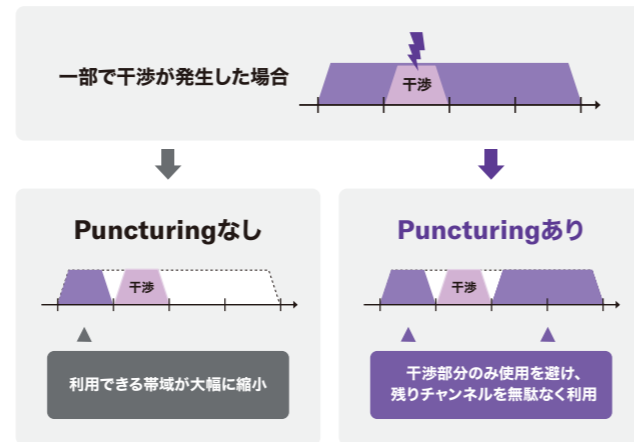 一部で干渉が発生した場合
干渉
Puncturingなし
干渉
利用できる帯域が大幅に縮小
Puncturingあり
干渉
干渉部分のみ使用を避け、
残りチャンネルを無駄なく利用